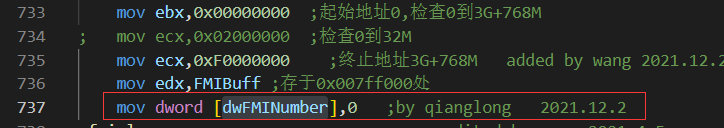 733 mov ebx,0x00000000 ;起始地址0,检查0到3G+768M
734 ; mov ecx,0x02000000 ;检查0到32M
735 mov ecx,0xF0000000 ;终止地址3G+768M added by wang 2021.12.2
736 mov edx,FMIBuff ;存于0x007ff000处
737 mov dword [dwFMINumber],0 ;by qianglong 2021.12.2